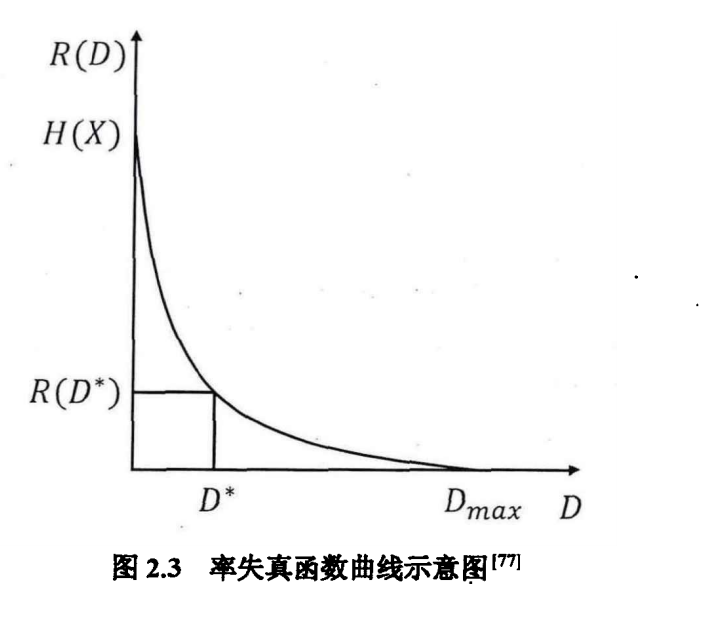 R(D)
H(X)
R(D*)
D*
D_max
D
图 2.3 率失真函数曲线示意图[77]